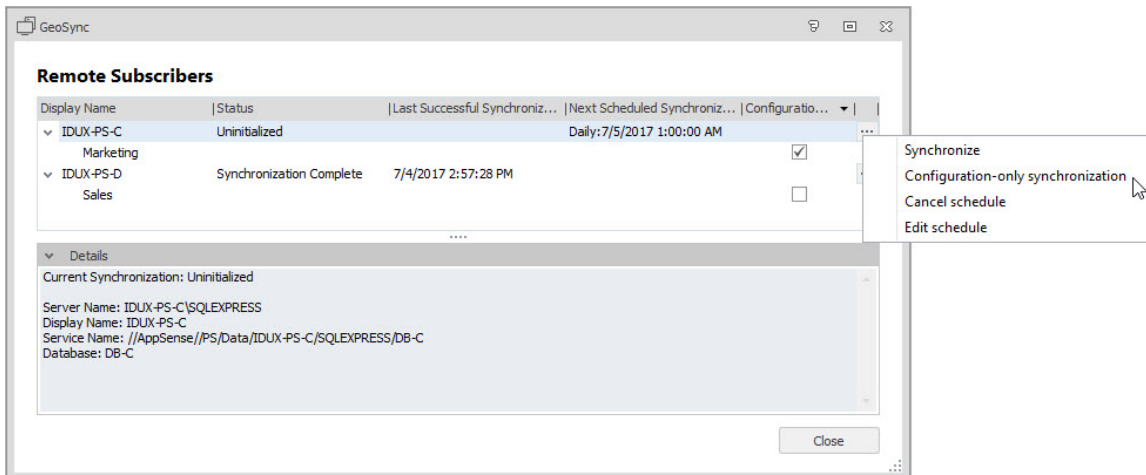 GeoSync
Remote Subscribers
Display Name |Status |Last Successful Synchroniz... |Next Scheduled Synchroniz... |Configuratio...
IDUX-PS-C Uninitialized Daily:7/5/2017 1:00:00 AM ...
Marketing
IDUX-PS-D Synchronization Complete 7/4/2017 2:57:28 PM
Sales
Synchronize
Configuration-only synchronization
Cancel schedule
Edit schedule
Details
Current Synchronization: Uninitialized
Server Name: IDUX-PS-C\SQLEXPRESS
Display Name: IDUX-PS-C
Service Name: //AppSense//PS/Data/IDUX-PS-C/SQLEXPRESS/DB-C
Database: DB-C
Close